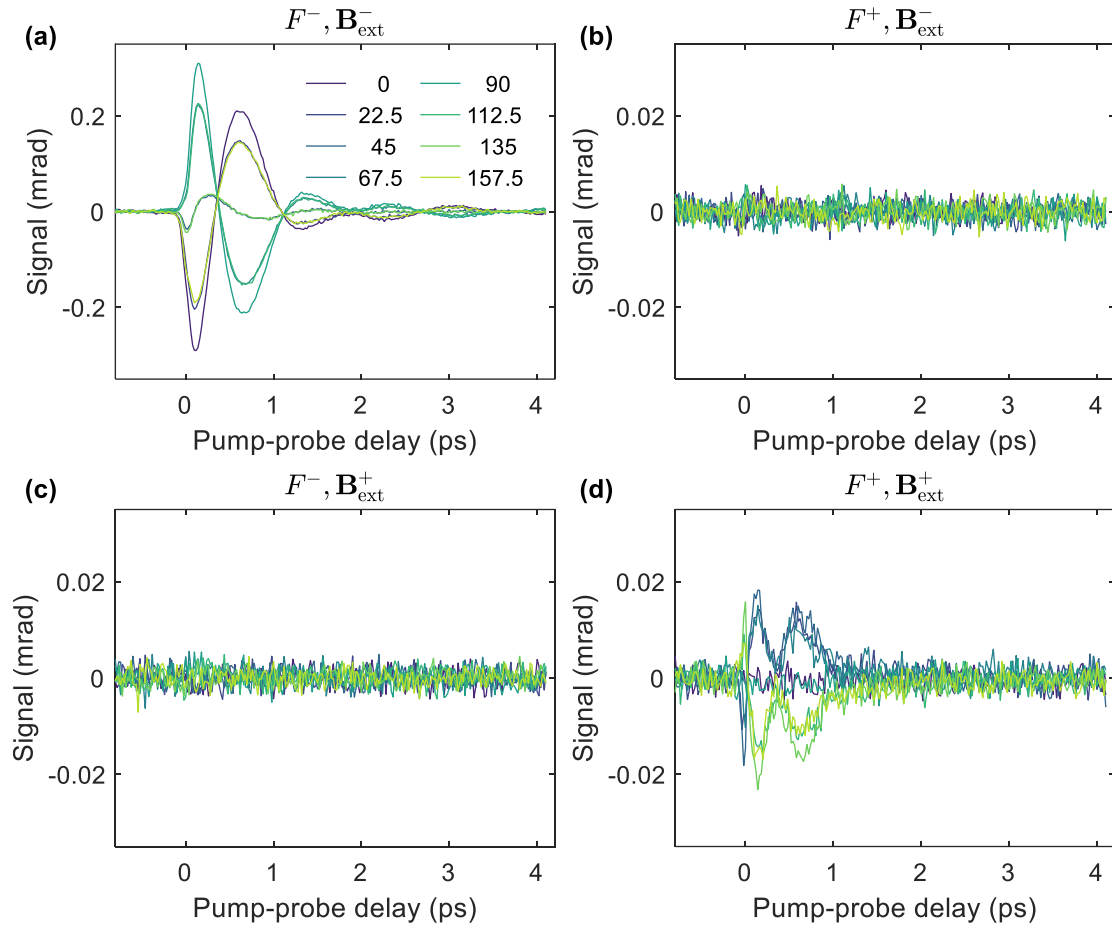 (a) F⁻, B⁻ext
0.2
0
-0.2
Signal (mrad)
0 90
22.5 112.5
45 135
67.5 157.5
0 1 2 3 4
Pump-probe delay (ps)
(b) F⁺, B⁻ext
0.02
0
-0.02
Signal (mrad)
0 1 2 3 4
Pump-probe delay (ps)
(c) F⁻, B⁺ext
0.02
0
-0.02
Signal (mrad)
0 1 2 3 4
Pump-probe delay (ps)
(d) F⁺, B⁺ext
0.02
0
-0.02
Signal (mrad)
0 1 2 3 4
Pump-probe delay (ps)